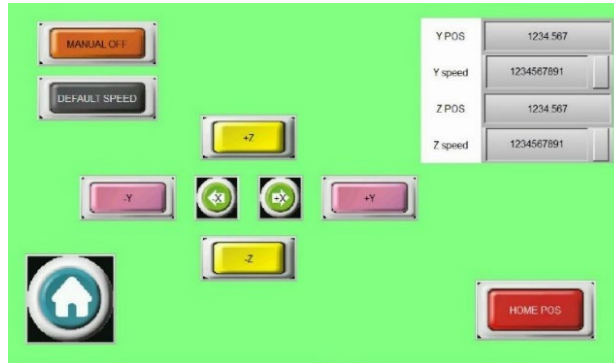 MANUAL OFF
DEFAULT SPEED
Y POS 1234.567
Y speed 1234567891
Z POS 1234.567
Z speed 1234567891
+Z
-Y
-X
+X
+Y
-Z
HOME POS